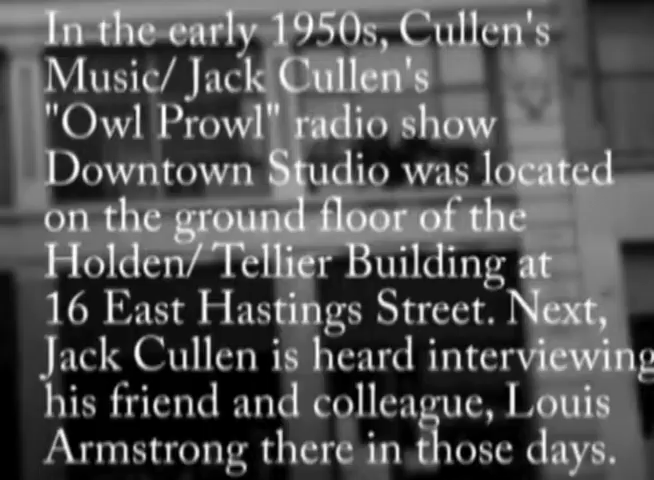 In the early 1950s, Cullen's
Music/ Jack Cullen's
"Owl Prowl" radio show
Downtown Studio was located
on the ground floor of the
Holden/ Tellier Building at
16 East Hastings Street. Next,
Jack Cullen is heard interviewing
his friend and colleague, Louis
Armstrong there in those days.